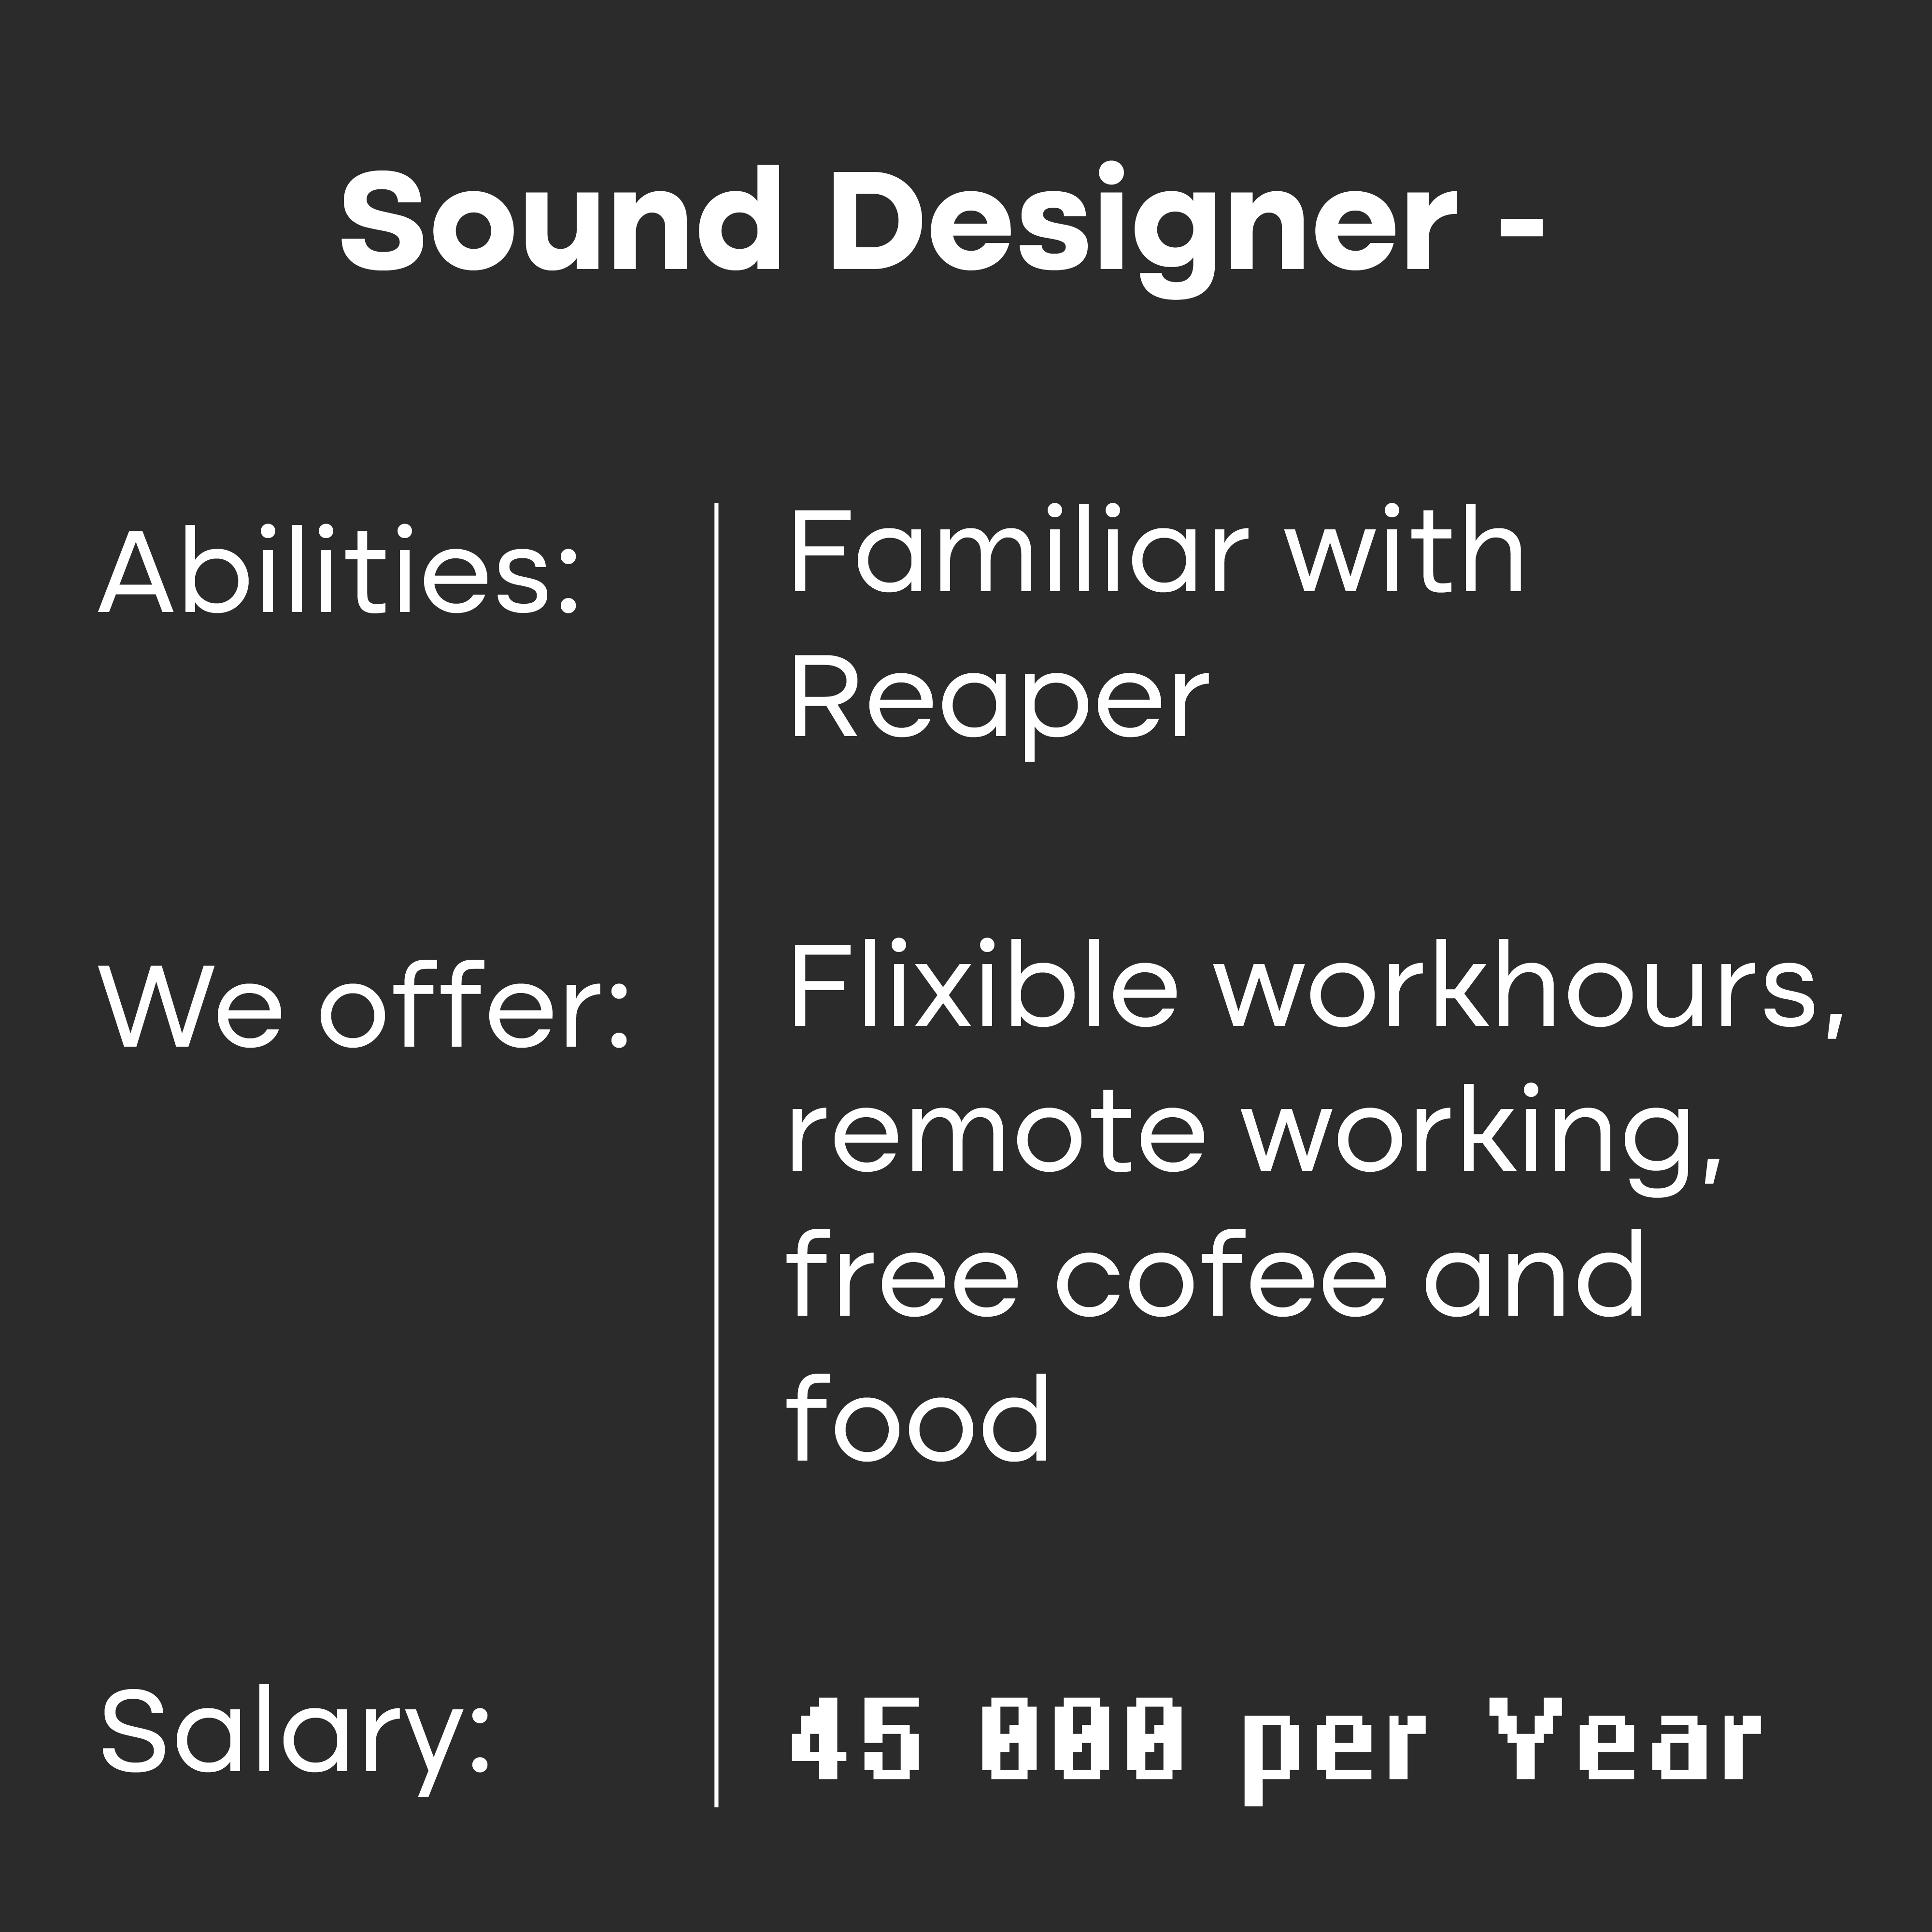 Sound Designer -
Abilities:
Familiar with
Reaper
We offer:
Flixible workhours,
remote working,
free cofee and
food
Salary:
45 000 per Year